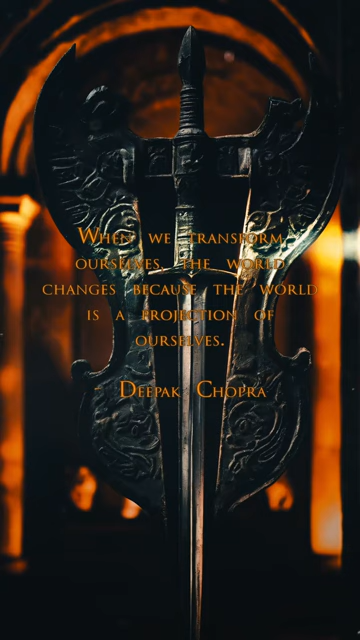 When we transform
ourselves, the world
changes because the world
is a projection of
ourselves.
- Deepak Chopra